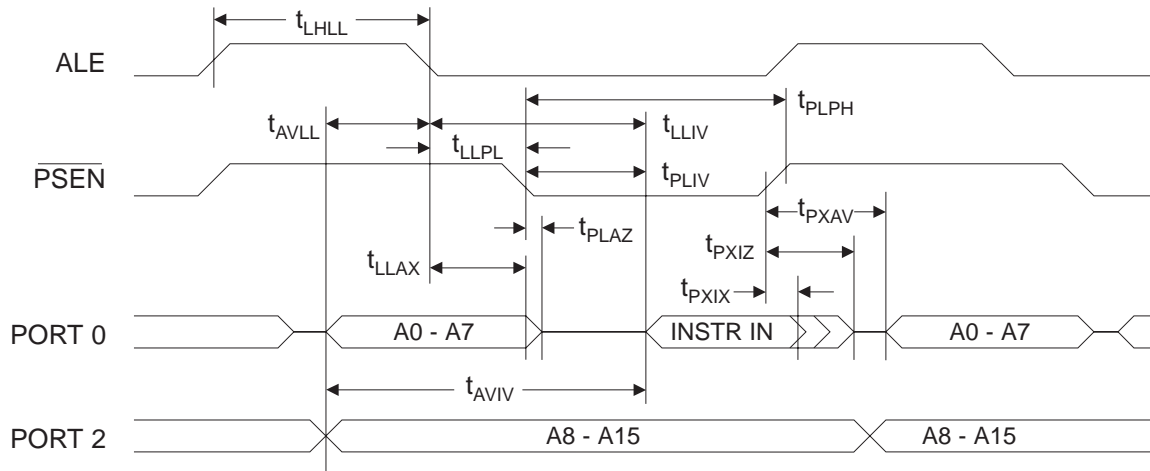 tLHLL
ALE
tPLPH
tAVLL
tLLIV
tLLPL
PSEN
tPLIV
tPXAV
tPLAZ
tPXIZ
tLLAX
tPXIX
PORT 0
A0 - A7
INSTR IN
A0 - A7
tAVIV
PORT 2
A8 - A15
A8 - A15